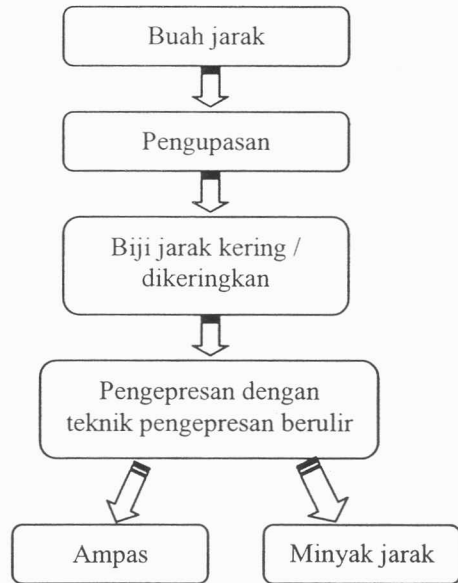 Buah jarak
Pengupasan
Biji jarak kering /
dikeringkan
Pengepresan dengan
teknik pengepresan berulir
Ampas
Minyak jarak